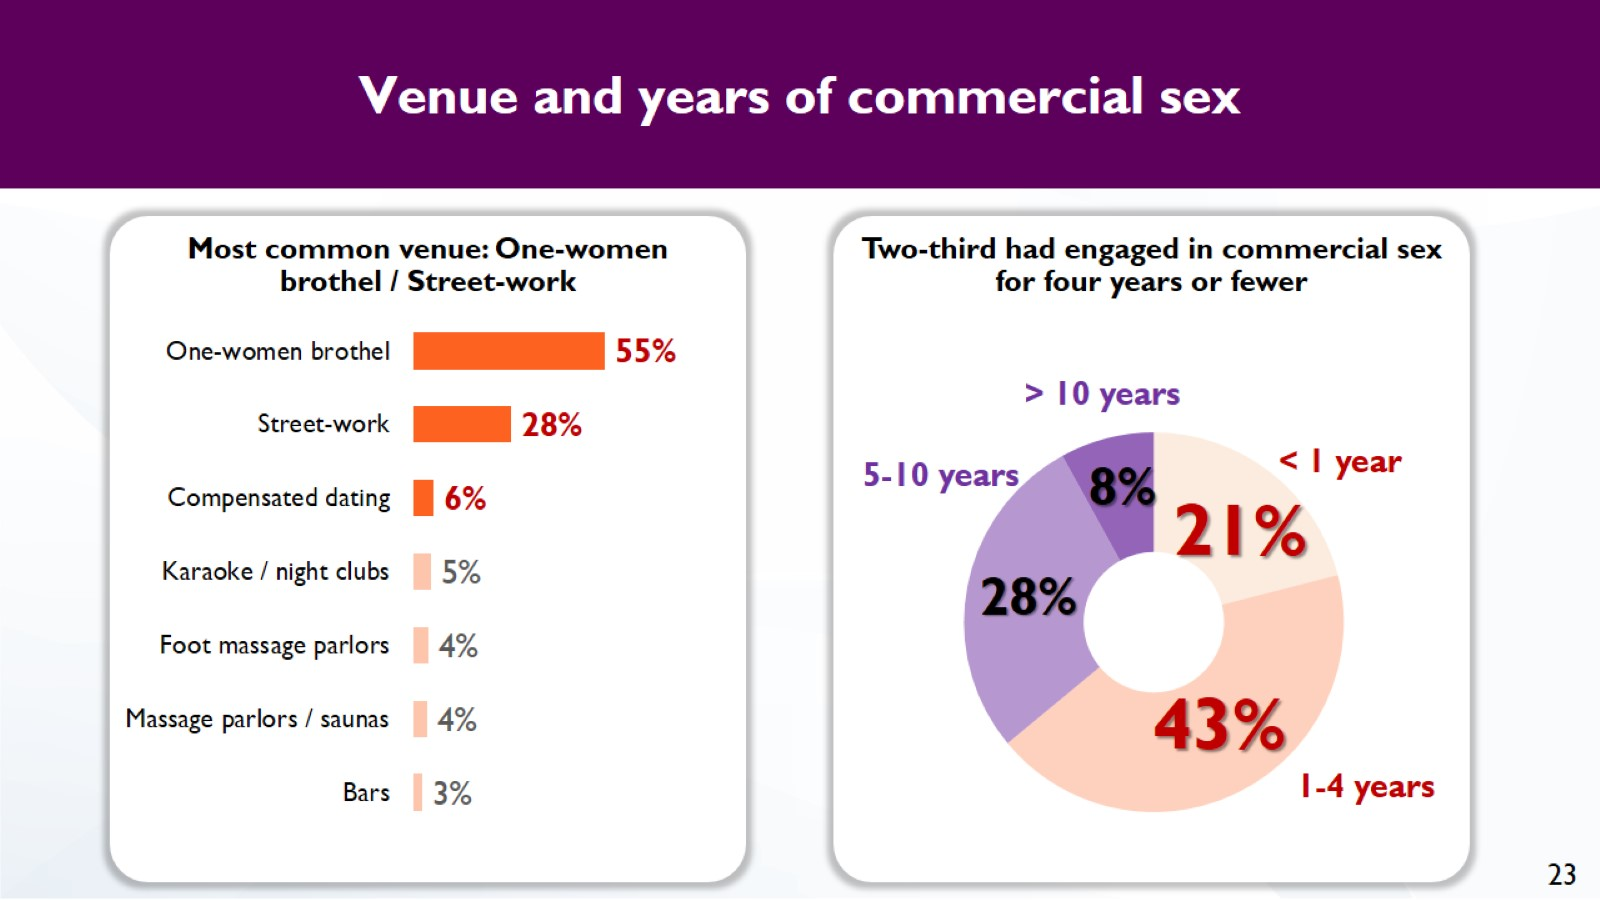 Venue and years of commercial sex
Most common venue: One-women
brothel / Street-work
One-women brothel 55%
Street-work 28%
Compensated dating 6%
Karaoke / night clubs 5%
Foot massage parlors 4%
Massage parlors / saunas 4%
Bars 3%
Two-third had engaged in commercial sex
for four years or fewer
> 10 years
< 1 year
5-10 years
8%
21%
28%
43%
1-4 years
23